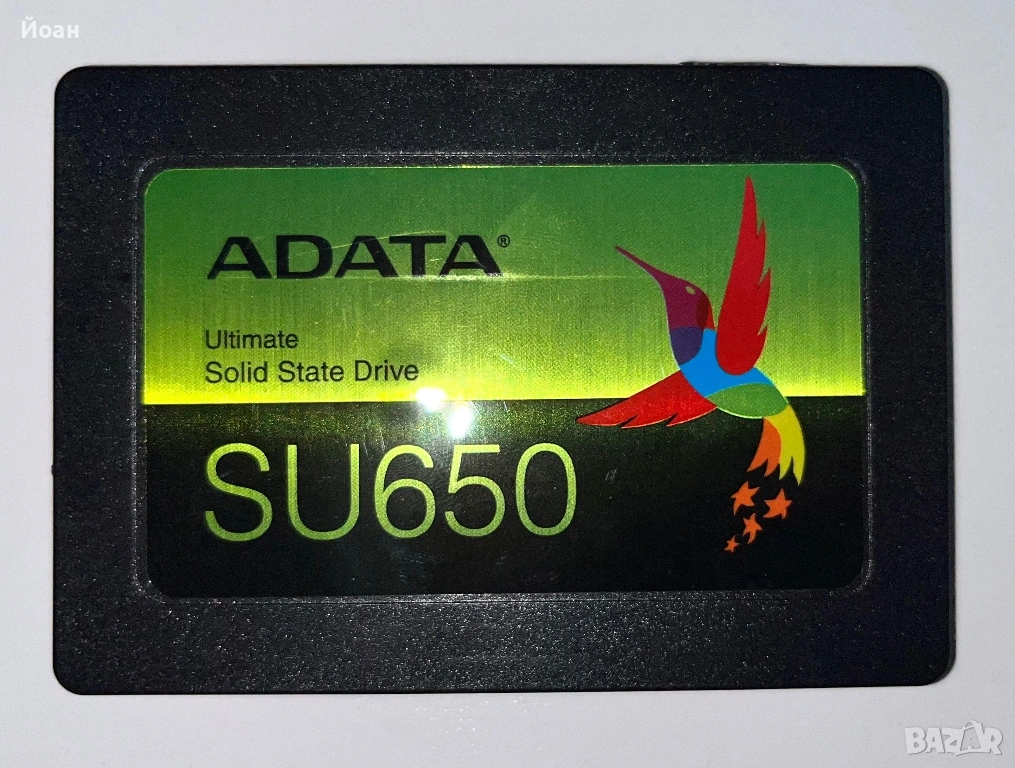 Йоан
ADATA®
Ultimate
Solid State Drive
SU650
BAZAR